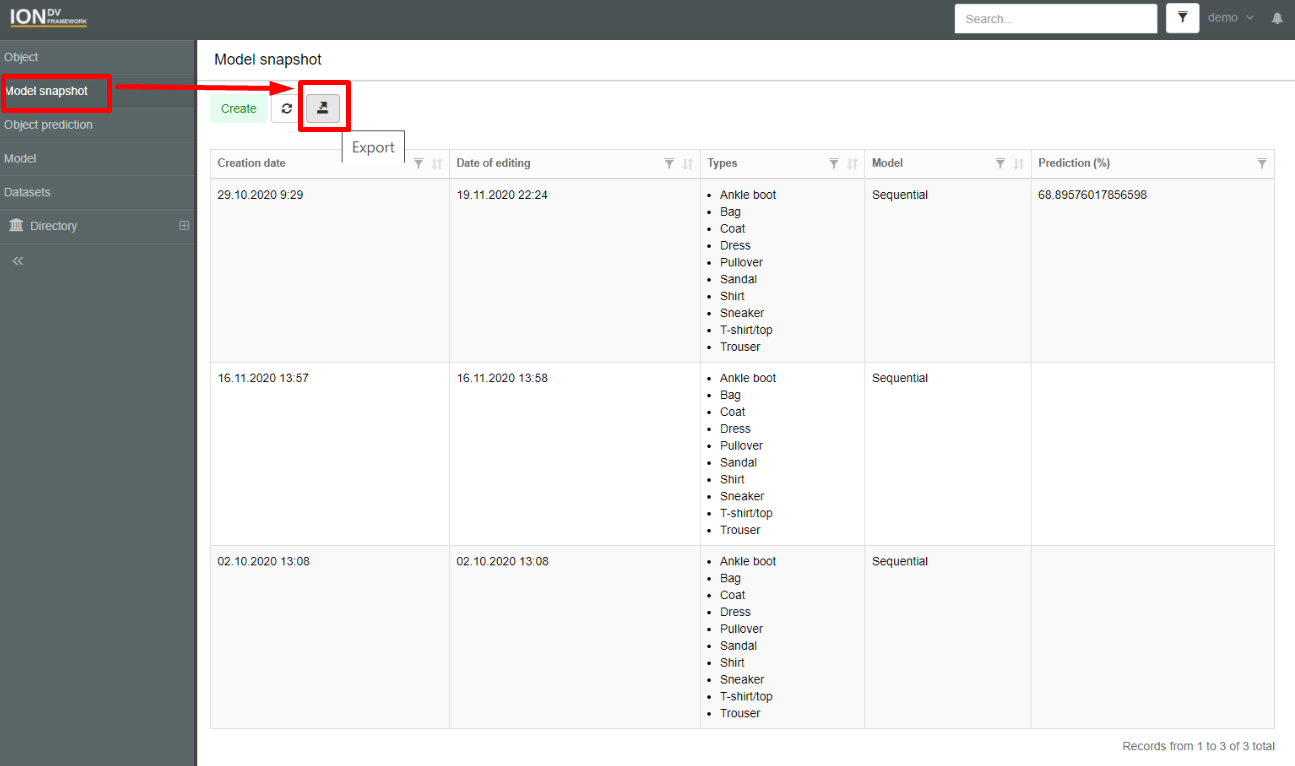 ION DV FRAMEWORK
Search...
demo
Object
Model snapshot
Object prediction
Model
Datasets
Directory
Model snapshot
Create
Export
Creation date
Date of editing
Types
Model
Prediction (%)
29.10.2020 9:29
19.11.2020 22:24
Ankle boot
Bag
Coat
Dress
Pullover
Sandal
Shirt
Sneaker
T-shirt/top
Trouser
Sequential
68.89576017856598
16.11.2020 13:57
16.11.2020 13:58
Ankle boot
Bag
Coat
Dress
Pullover
Sandal
Shirt
Sneaker
T-shirt/top
Trouser
Sequential
02.10.2020 13:08
02.10.2020 13:08
Ankle boot
Bag
Coat
Dress
Pullover
Sandal
Shirt
Sneaker
T-shirt/top
Trouser
Sequential
Records from 1 to 3 of 3 total